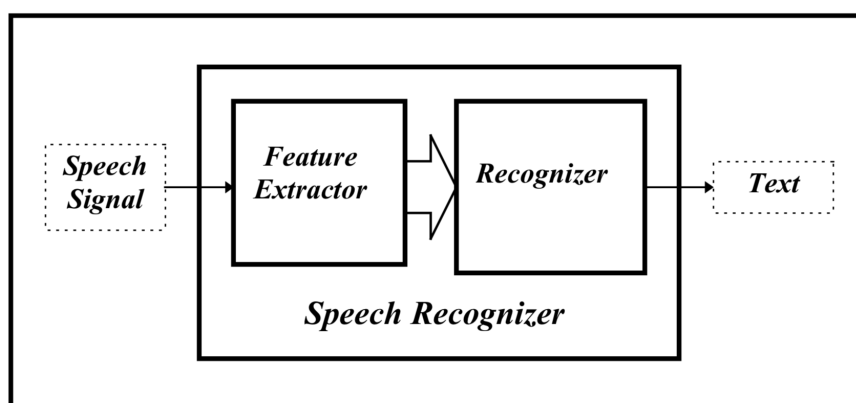 Speech
Signal
Feature
Extractor
Recognizer
Text
Speech Recognizer